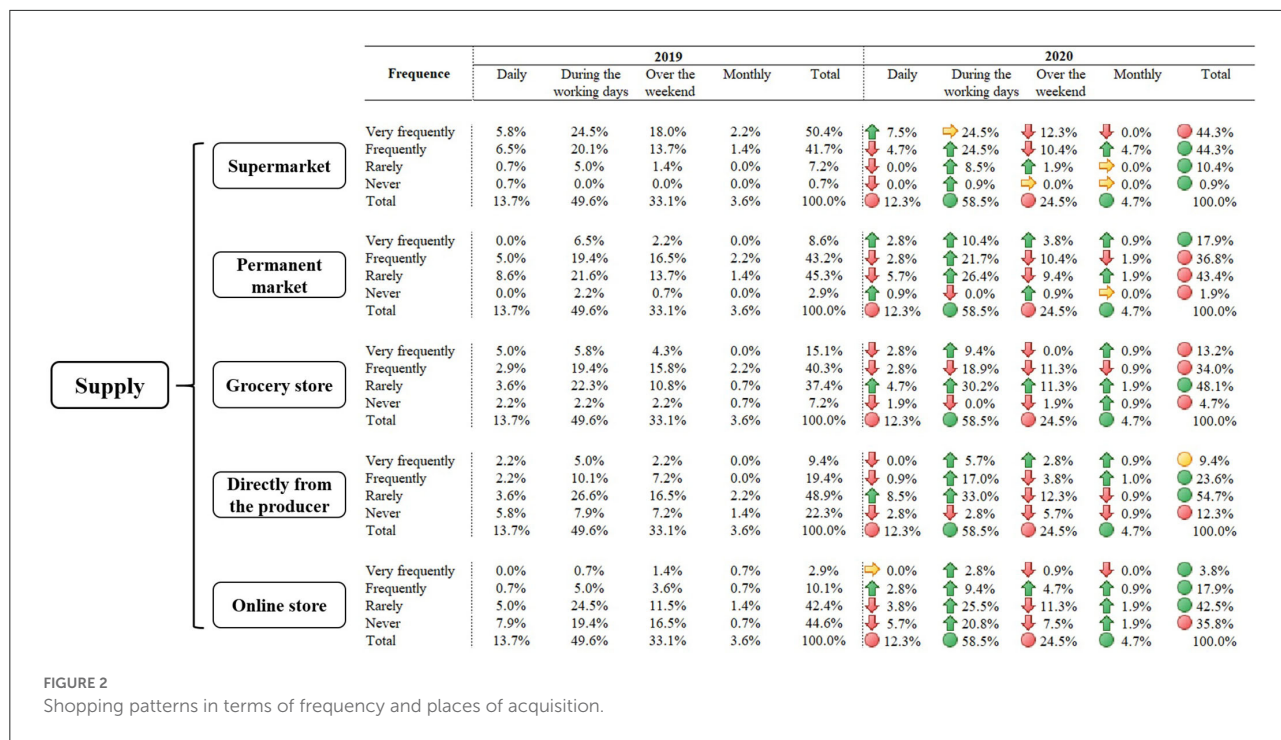 2019 2020
Frequence Daily During the working days Over the weekend Monthly Total Daily During the working days Over the weekend Monthly Total
Supply
Supermarket
Very frequently 5.8% 24.5% 18.0% 2.2% 50.4% 7.5% 24.5% 12.3% 0.0% 44.3%
Frequently 6.5% 20.1% 13.7% 1.4% 41.7% 4.7% 24.5% 10.4% 4.7% 44.3%
Rarely 0.7% 5.0% 1.4% 0.0% 7.2% 0.0% 8.5% 1.9% 0.0% 10.4%
Never 0.7% 0.0% 0.0% 0.0% 0.7% 0.0% 0.9% 0.0% 0.0% 0.9%
Total 13.7% 49.6% 33.1% 3.6% 100.0% 12.3% 58.5% 24.5% 4.7% 100.0%
Permanent market
Very frequently 0.0% 6.5% 2.2% 0.0% 8.6% 2.8% 10.4% 3.8% 0.9% 17.9%
Frequently 5.0% 19.4% 16.5% 2.2% 43.2% 2.8% 21.7% 10.4% 1.9% 36.8%
Rarely 8.6% 21.6% 13.7% 1.4% 45.3% 5.7% 26.4% 9.4% 1.9% 43.4%
Never 0.0% 2.2% 0.7% 0.0% 2.9% 0.9% 0.0% 0.9% 0.0% 1.9%
Total 13.7% 49.6% 33.1% 3.6% 100.0% 12.3% 58.5% 24.5% 4.7% 100.0%
Grocery store
Very frequently 5.0% 5.8% 4.3% 0.0% 15.1% 2.8% 9.4% 0.0% 0.9% 13.2%
Frequently 2.9% 19.4% 15.8% 2.2% 40.3% 2.8% 18.9% 11.3% 0.9% 34.0%
Rarely 3.6% 22.3% 10.8% 0.7% 37.4% 4.7% 30.2% 11.3% 1.9% 48.1%
Never 2.2% 2.2% 2.2% 0.7% 7.2% 1.9% 0.0% 1.9% 0.9% 4.7%
Total 13.7% 49.6% 33.1% 3.6% 100.0% 12.3% 58.5% 24.5% 4.7% 100.0%
Directly from the producer
Very frequently 2.2% 5.0% 2.2% 0.0% 9.4% 0.0% 5.7% 2.8% 0.9% 9.4%
Frequently 2.2% 10.1% 7.2% 0.0% 19.4% 0.9% 17.0% 3.8% 1.0% 23.6%
Rarely 3.6% 26.6% 16.5% 2.2% 48.9% 8.5% 33.0% 12.3% 0.9% 54.7%
Never 5.8% 7.9% 7.2% 1.4% 22.3% 2.8% 2.8% 5.7% 0.9% 12.3%
Total 13.7% 49.6% 33.1% 3.6% 100.0% 12.3% 58.5% 24.5% 4.7% 100.0%
Online store
Very frequently 0.0% 0.7% 1.4% 0.7% 2.9% 0.0% 2.8% 0.9% 0.0% 3.8%
Frequently 0.7% 5.0% 3.6% 0.7% 10.1% 2.8% 9.4% 4.7% 0.9% 17.9%
Rarely 5.0% 24.5% 11.5% 1.4% 42.4% 3.8% 25.5% 11.3% 1.9% 42.5%
Never 7.9% 19.4% 16.5% 0.7% 44.6% 5.7% 20.8% 7.5% 1.9% 35.8%
Total 13.7% 49.6% 33.1% 3.6% 100.0% 12.3% 58.5% 24.5% 4.7% 100.0%
FIGURE 2
Shopping patterns in terms of frequency and places of acquisition.